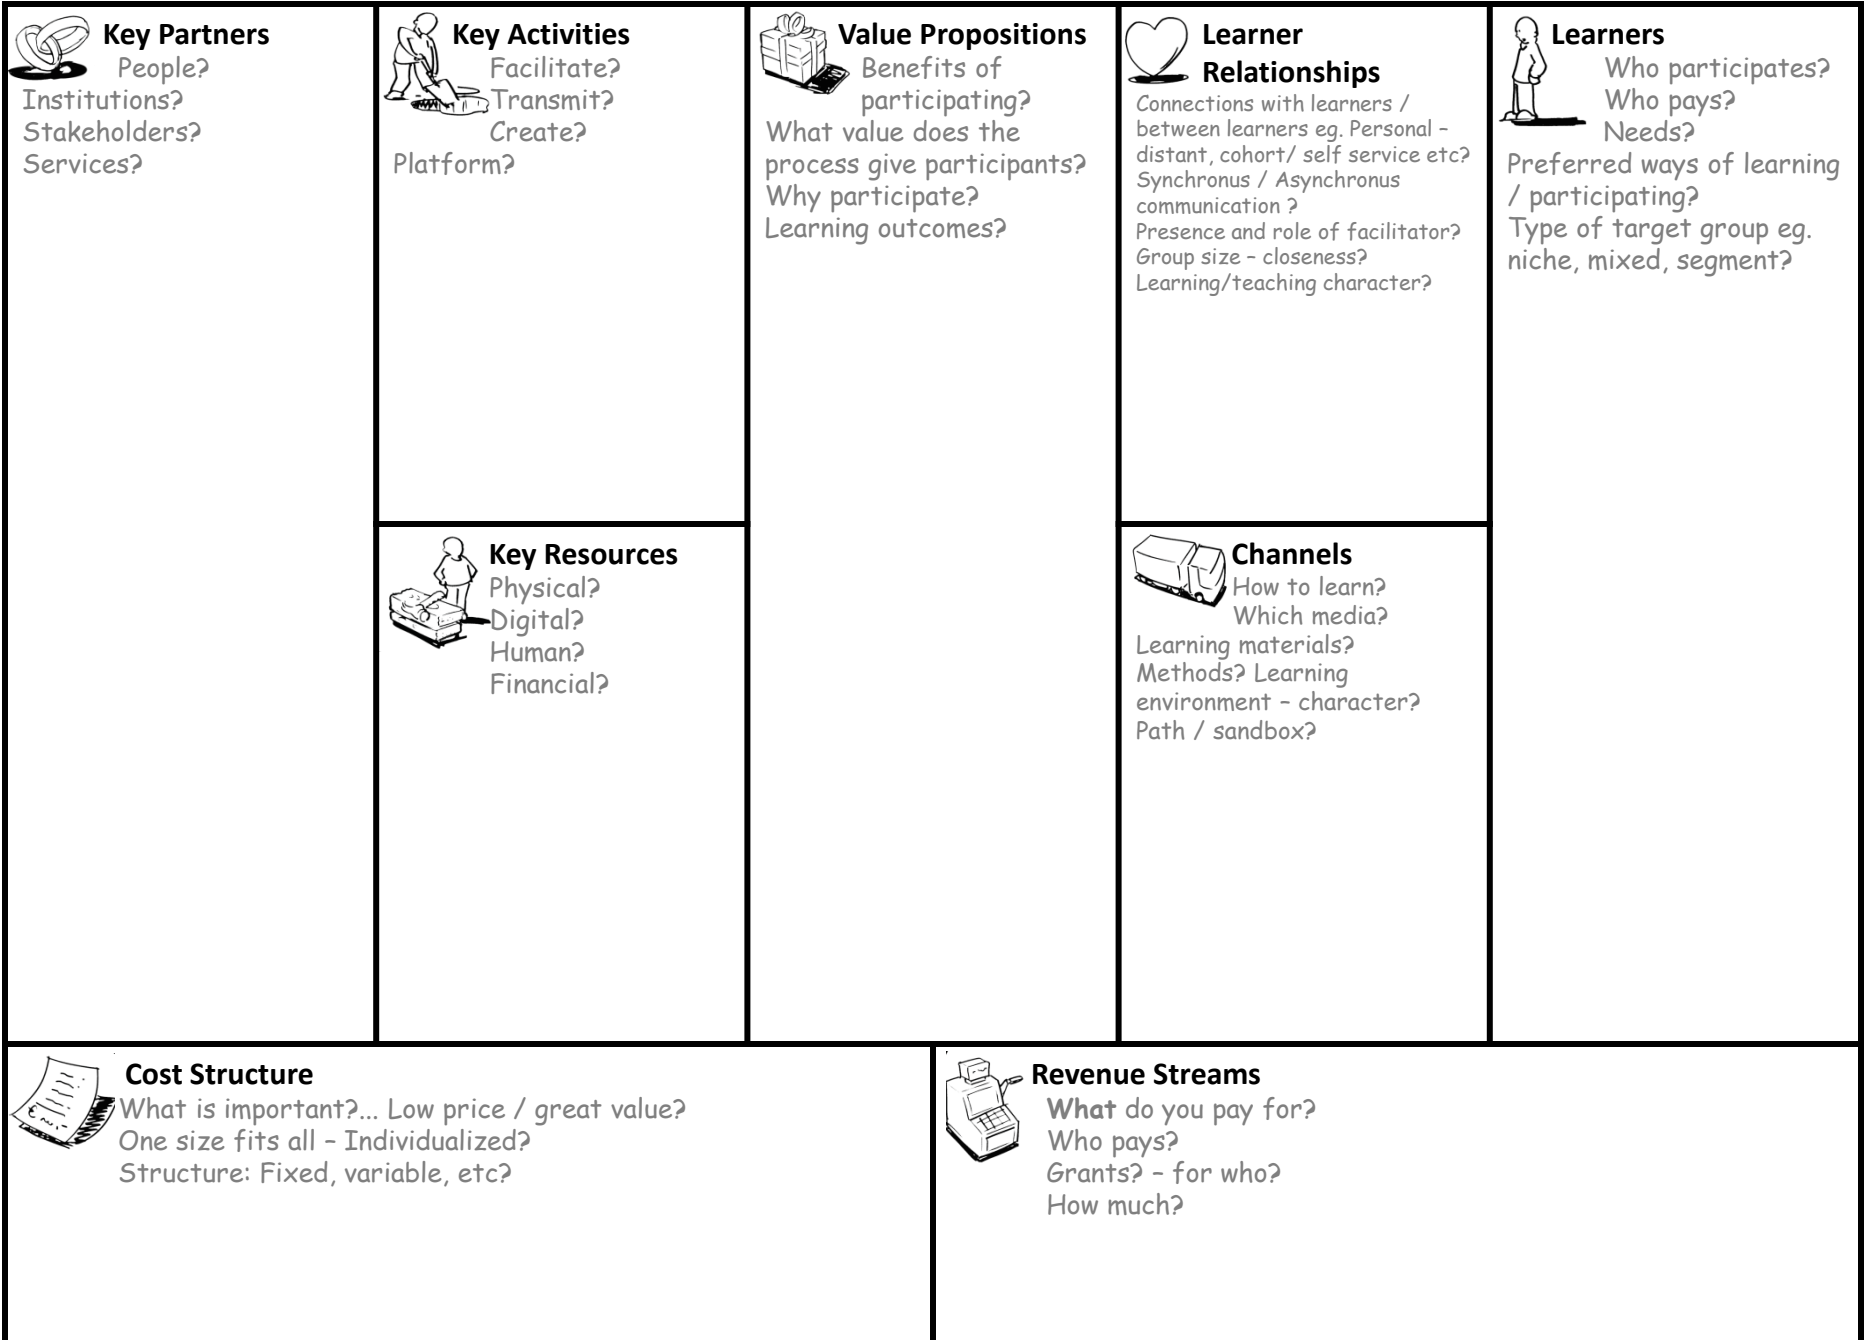 Key Partners
People?
Institutions?
Stakeholders?
Services?
Key Activities
Facilitate?
Transmit?
Create?
Platform?
Key Resources
Physical?
Digital?
Human?
Financial?
Value Propositions
Benefits of
participating?
What value does the
process give participants?
Why participate?
Learning outcomes?
Learner
Relationships
Connections with learners /
between learners eg. Personal –
distant, cohort/ self service etc?
Synchronus / Asynchronus
communication ?
Presence and role of facilitator?
Group size – closeness?
Learning/teaching character?
Channels
How to learn?
Which media?
Learning materials?
Methods? Learning
environment – character?
Path / sandbox?
Learners
Who participates?
Who pays?
Needs?
Preferred ways of learning
/ participating?
Type of target group eg.
niche, mixed, segment?
Cost Structure
What is important?... Low price / great value?
One size fits all – Individualized?
Structure: Fixed, variable, etc?
Revenue Streams
What do you pay for?
Who pays?
Grants? – for who?
How much?